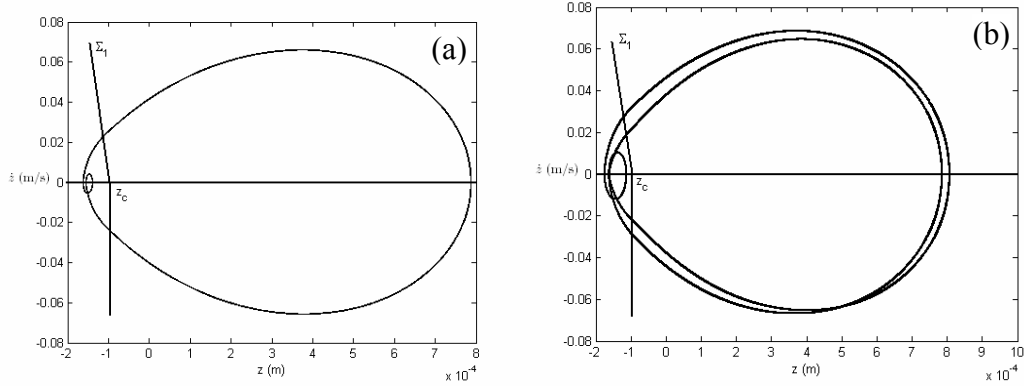 (a)
Σ1
zc
ż (m/s)
0.08
0.06
0.04
0.02
0
-0.02
-0.04
-0.06
-0.08
-2 -1 0 1 2 3 4 5 6 7 8
z (m)
x 10-4
(b)
Σ1
zc
ż (m/s)
0.08
0.06
0.04
0.02
0
-0.02
-0.04
-0.06
-0.08
-2 -1 0 1 2 3 4 5 6 7 8 9 10
z (m)
x 10-4